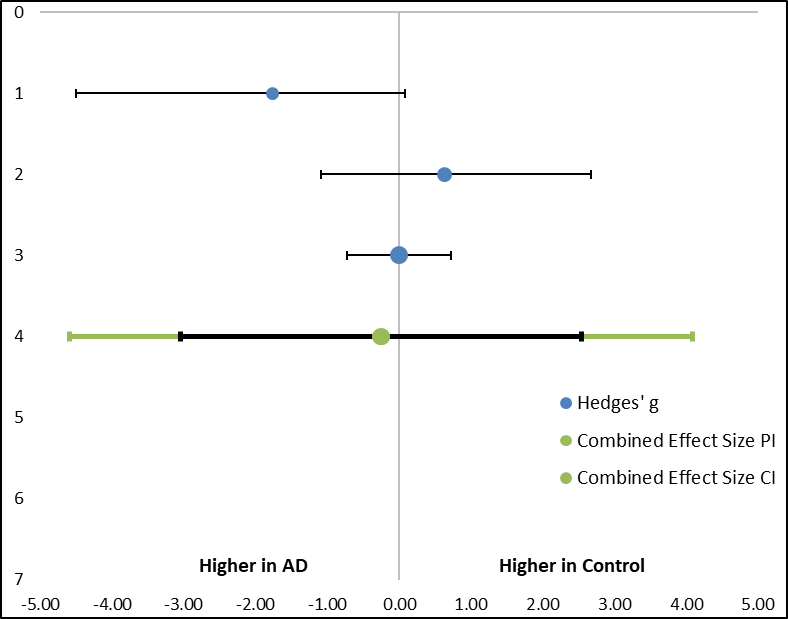 0
1
2
3
4
5
6
7
Hedges' g
Combined Effect Size PI
Combined Effect Size CI
Higher in AD Higher in Control
-5.00 -4.00 -3.00 -2.00 -1.00 0.00 1.00 2.00 3.00 4.00 5.00